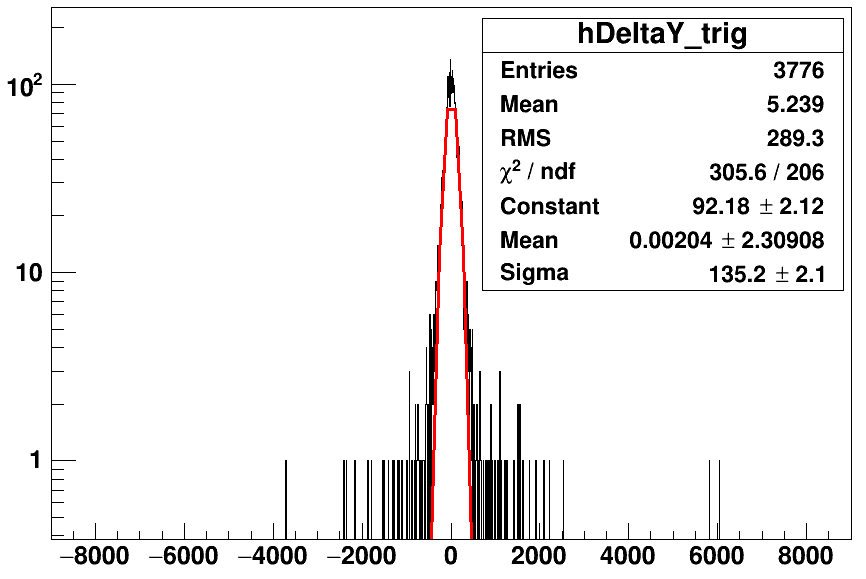 hDeltaY_trig
Entries 3776
Mean 5.239
RMS 289.3
χ² / ndf 305.6 / 206
Constant 92.18 ± 2.12
Mean 0.00204 ± 2.30908
Sigma 135.2 ± 2.1
10²
10
1
−8000 −6000 −4000 −2000 0 2000 4000 6000 8000